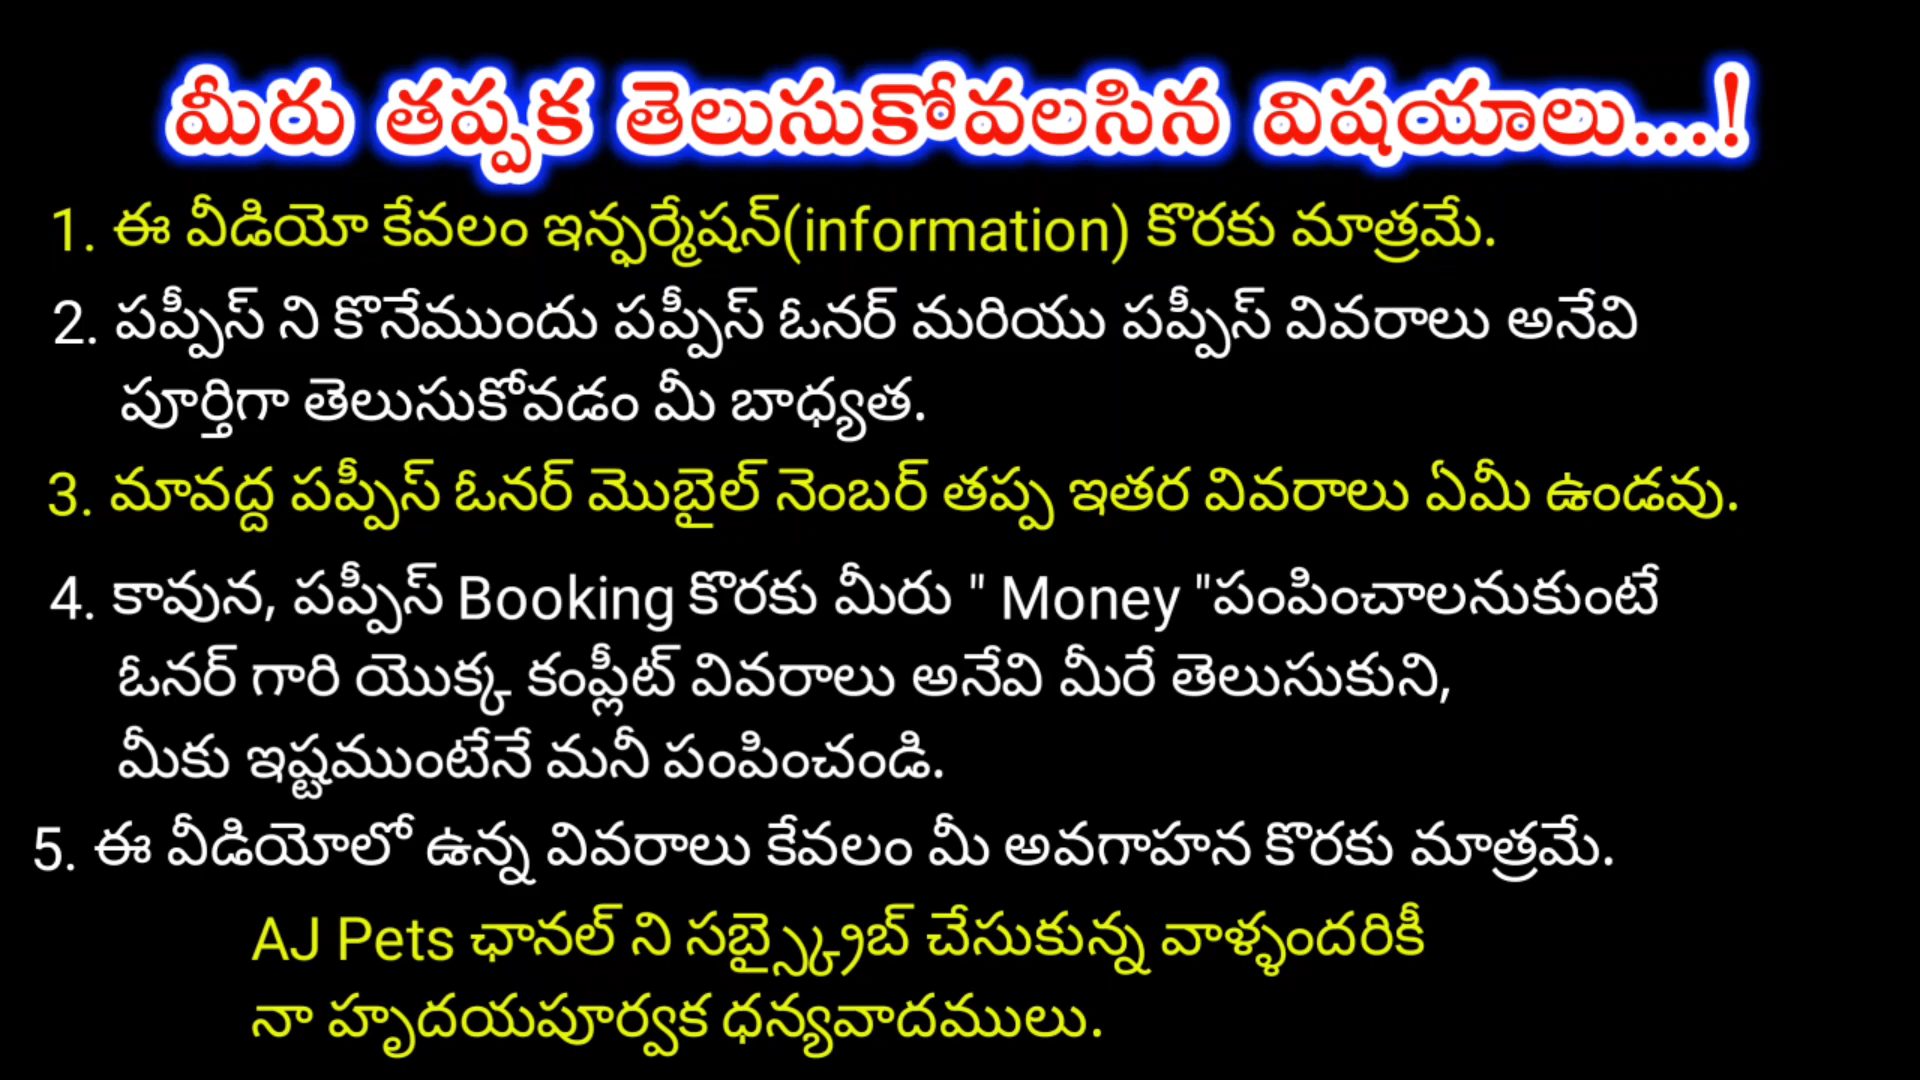 మీరు తప్పక తెలుసుకోవలసిన విషయాలు....!
1. ఈ వీడియో కేవలం ఇన్ఫర్మేషన్(information) కొరకు మాత్రమే.
2. పప్పీస్ ని కొనేముందు పప్పీస్ ఓనర్ మరియు పప్పీస్ వివరాలు అనేవి
పూర్తిగా తెలుసుకోవడం మీ బాధ్యత.
3. మావద్ద పప్పీస్ ఓనర్ మొబైల్ నెంబర్ తప్ప ఇతర వివరాలు ఏమీ ఉండవు.
4. కావున, పప్పీస్ Booking కొరకు మీరు " Money "పంపించాలనుకుంటే
ఓనర్ గారి యొక్క కంప్లీట్ వివరాలు అనేవి మీరే తెలుసుకుని,
మీకు ఇష్టముంటేనే మనీ పంపించండి.
5. ఈ వీడియోలో ఉన్న వివరాలు కేవలం మీ అవగాహన కొరకు మాత్రమే.
AJ Pets ఛానల్ ని సబ్స్క్రైబ్ చేసుకున్న వాళ్ళందరికీ
నా హృదయపూర్వక ధన్యవాదములు.